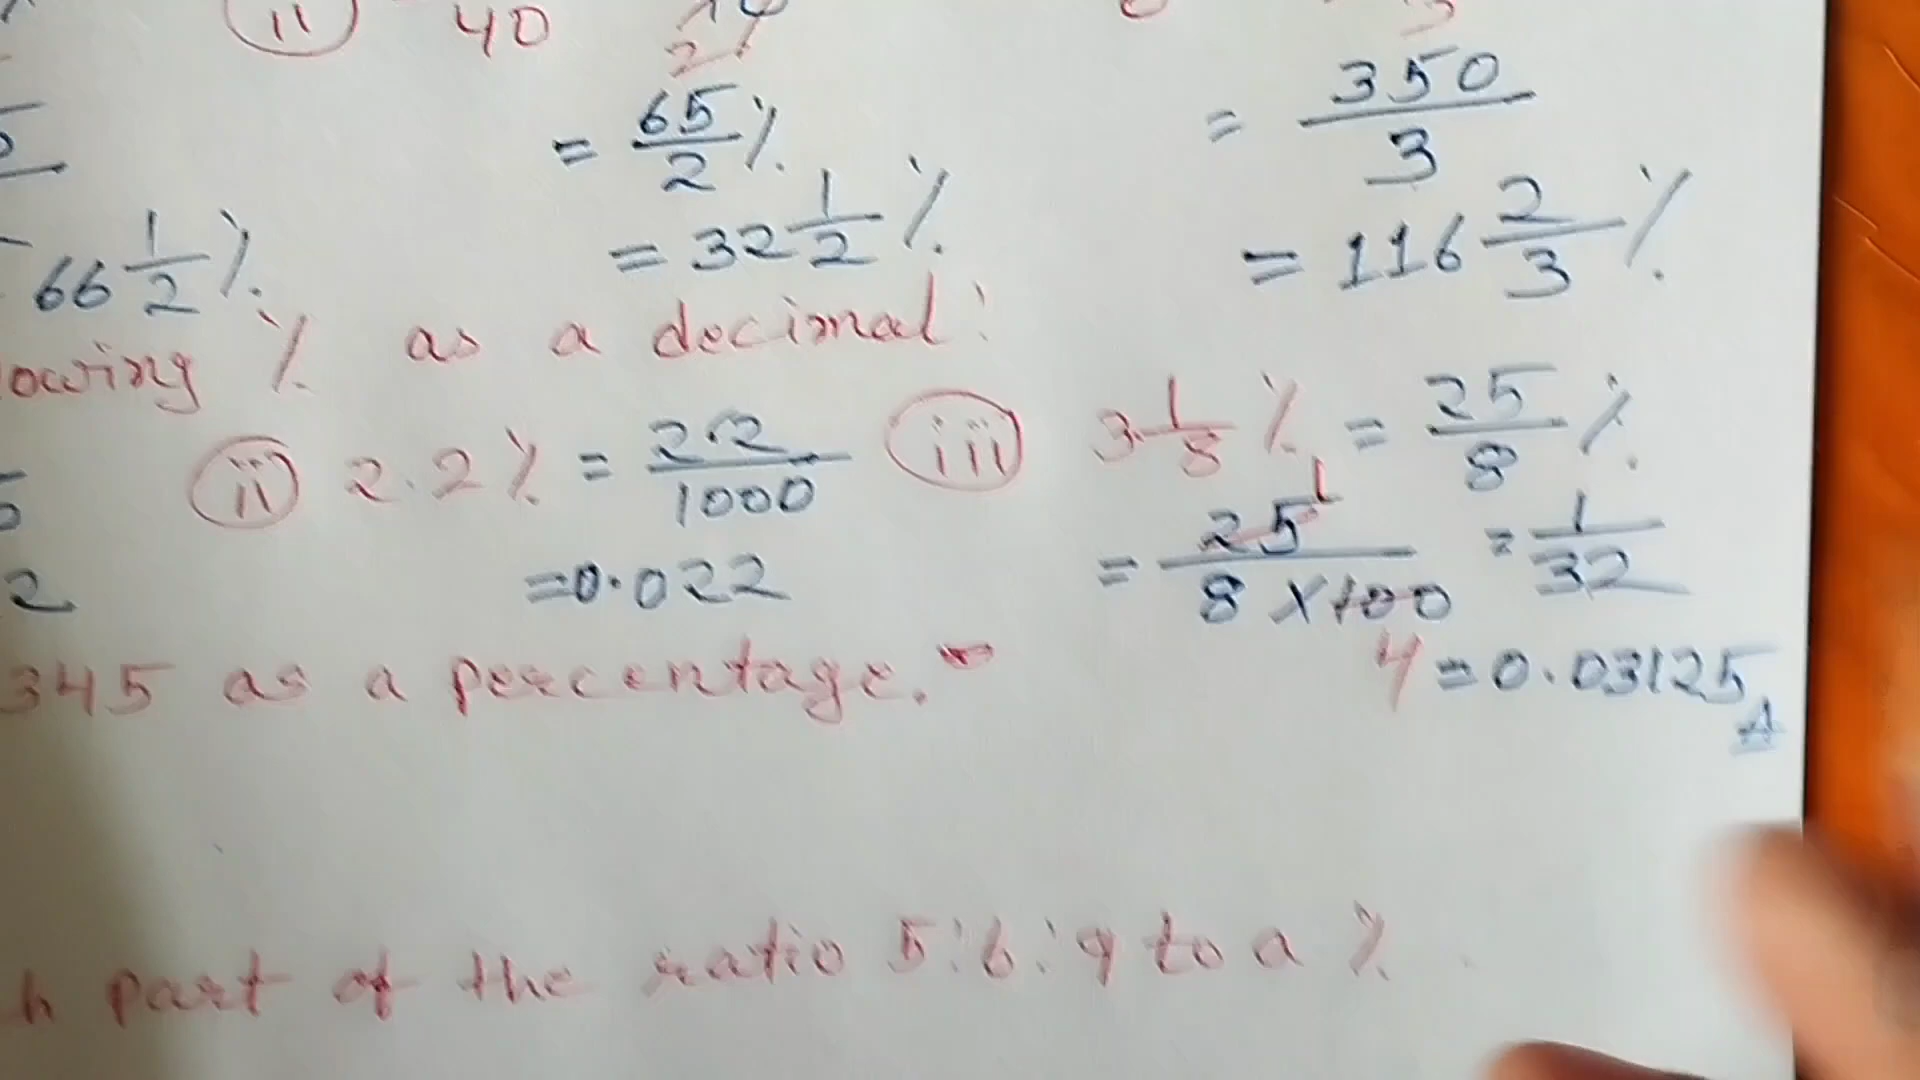 ii 40
= 65/2 %
= 350/3
66 1/2 %
= 32 1/2 %
= 116 2/3 %
owing % as a decimal:
ii 2.2% = 22/1000
= 0.022
iii 3 1/8 % = 25/8 %
= 25/8 × 100 = 1/32
1
4 = 0.03125
345 as a percentage.
h part of the ratio 5:6:9 to a %